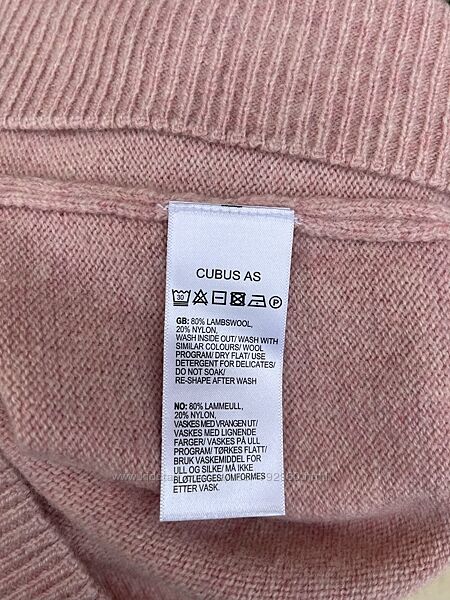 CUBUS AS
30 P
GB: 80% LAMBSWOOL,
20% NYLON,
WASH INSIDE OUT/ WASH WITH
SIMILAR COLOURS/ WOOL
PROGRAM/ DRY FLAT/ USE
DETERGENT FOR DELICATES/
DO NOT SOAK/
RE-SHAPE AFTER WASH
NO: 80% LAMMEULL,
20% NYLON,
VASKES MED VRANGEN UT/
VASKES MED LIGNENDE
FARGER/ VASKES PÅ ULL
PROGRAM/ TØRKES FLATT/
BRUK VASKEMIDDEL FOR
ULL OG SILKE/ MÅ IKKE
BLØTLEGGES/ OMFORMES
ETTER VASK.